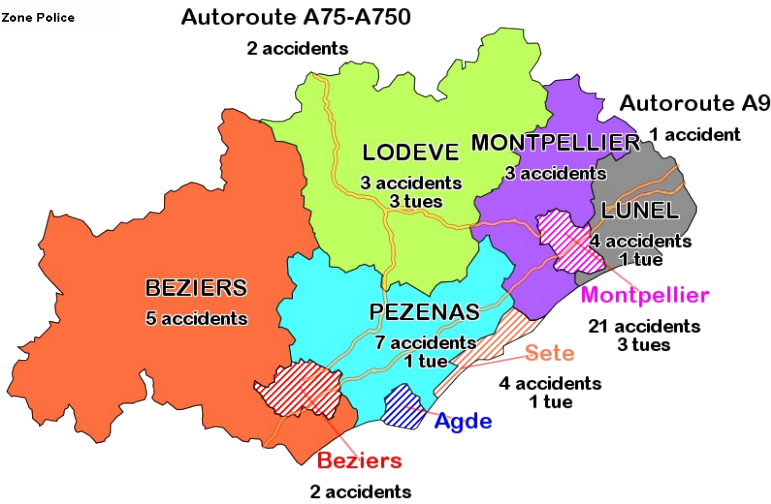 Zone Police
Autoroute A75-A750
2 accidents
Autoroute A9
1 accident
LODEVE
3 accidents
3 tues
MONTPELLIER
3 accidents
LUNEL
4 accidents
1 tue
BEZIERS
5 accidents
PEZENAS
7 accidents
1 tue
Montpellier
21 accidents
3 tues
Sete
4 accidents
1 tue
Agde
Beziers
2 accidents